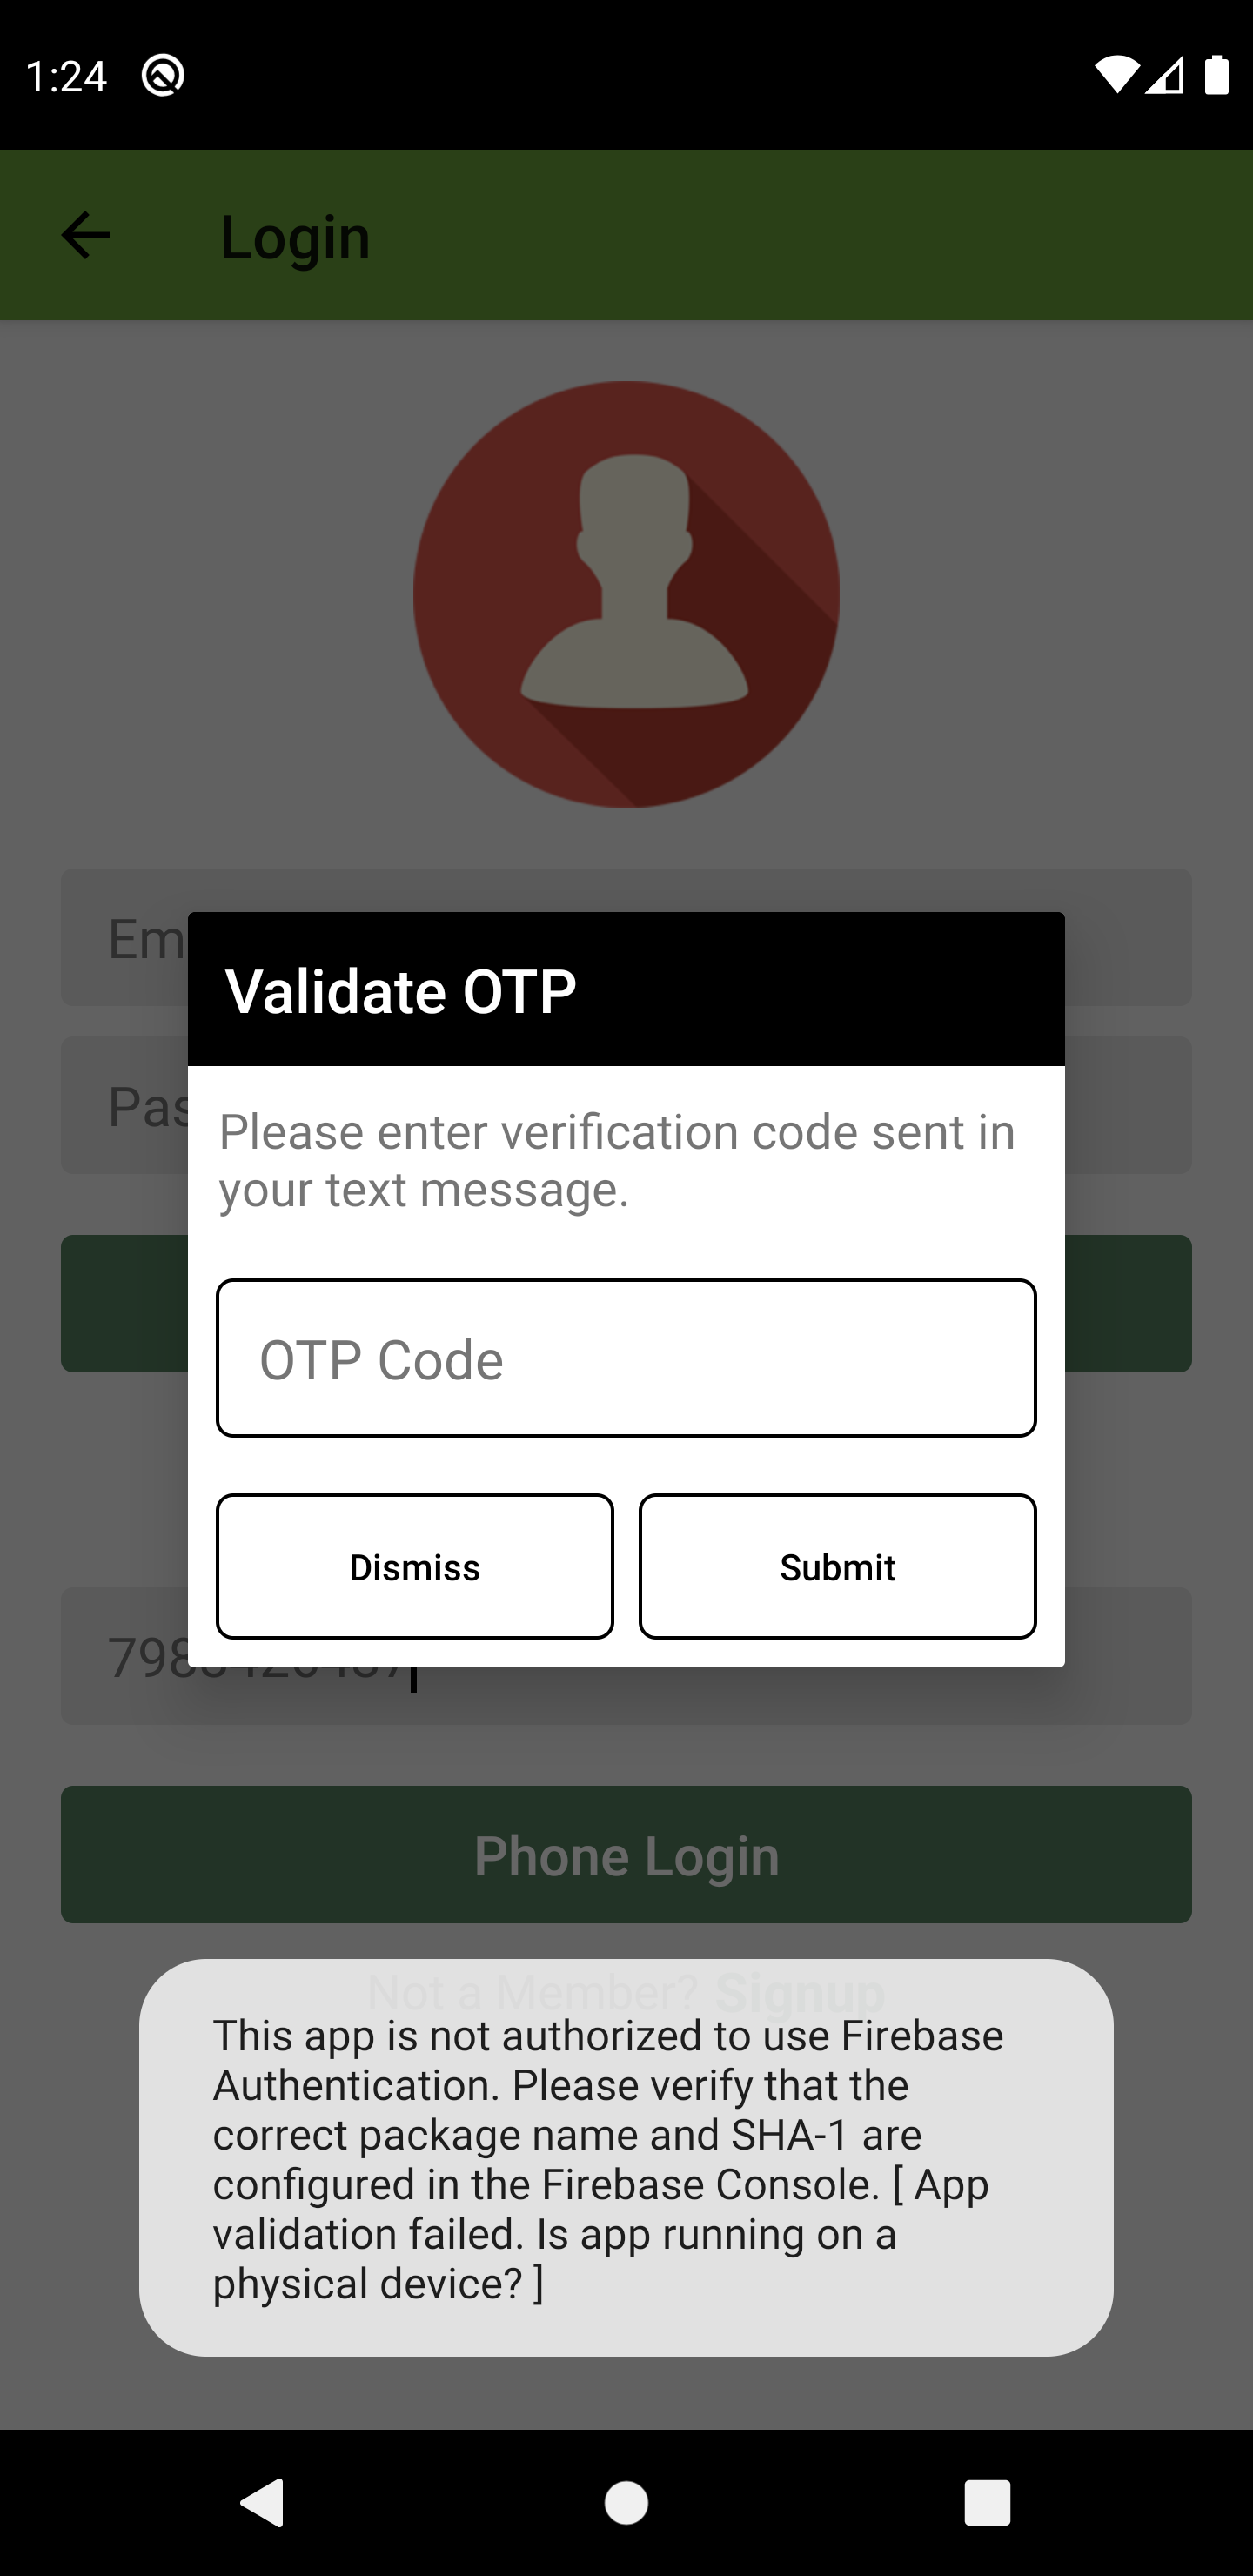 1:24
Login
Em
Pas
Validate OTP
Please enter verification code sent in
your text message.
OTP Code
Dismiss
Submit
Phone Login
Not a Member? Signup
This app is not authorized to use Firebase
Authentication. Please verify that the
correct package name and SHA-1 are
configured in the Firebase Console. [ App
validation failed. Is app running on a
physical device? ]